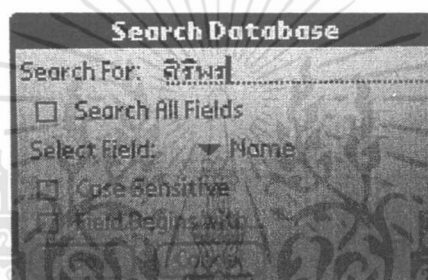 Search Database
Search For: ศิริพร
Search All Fields
Select Field: Name
Case Sensitive
Field Begins with